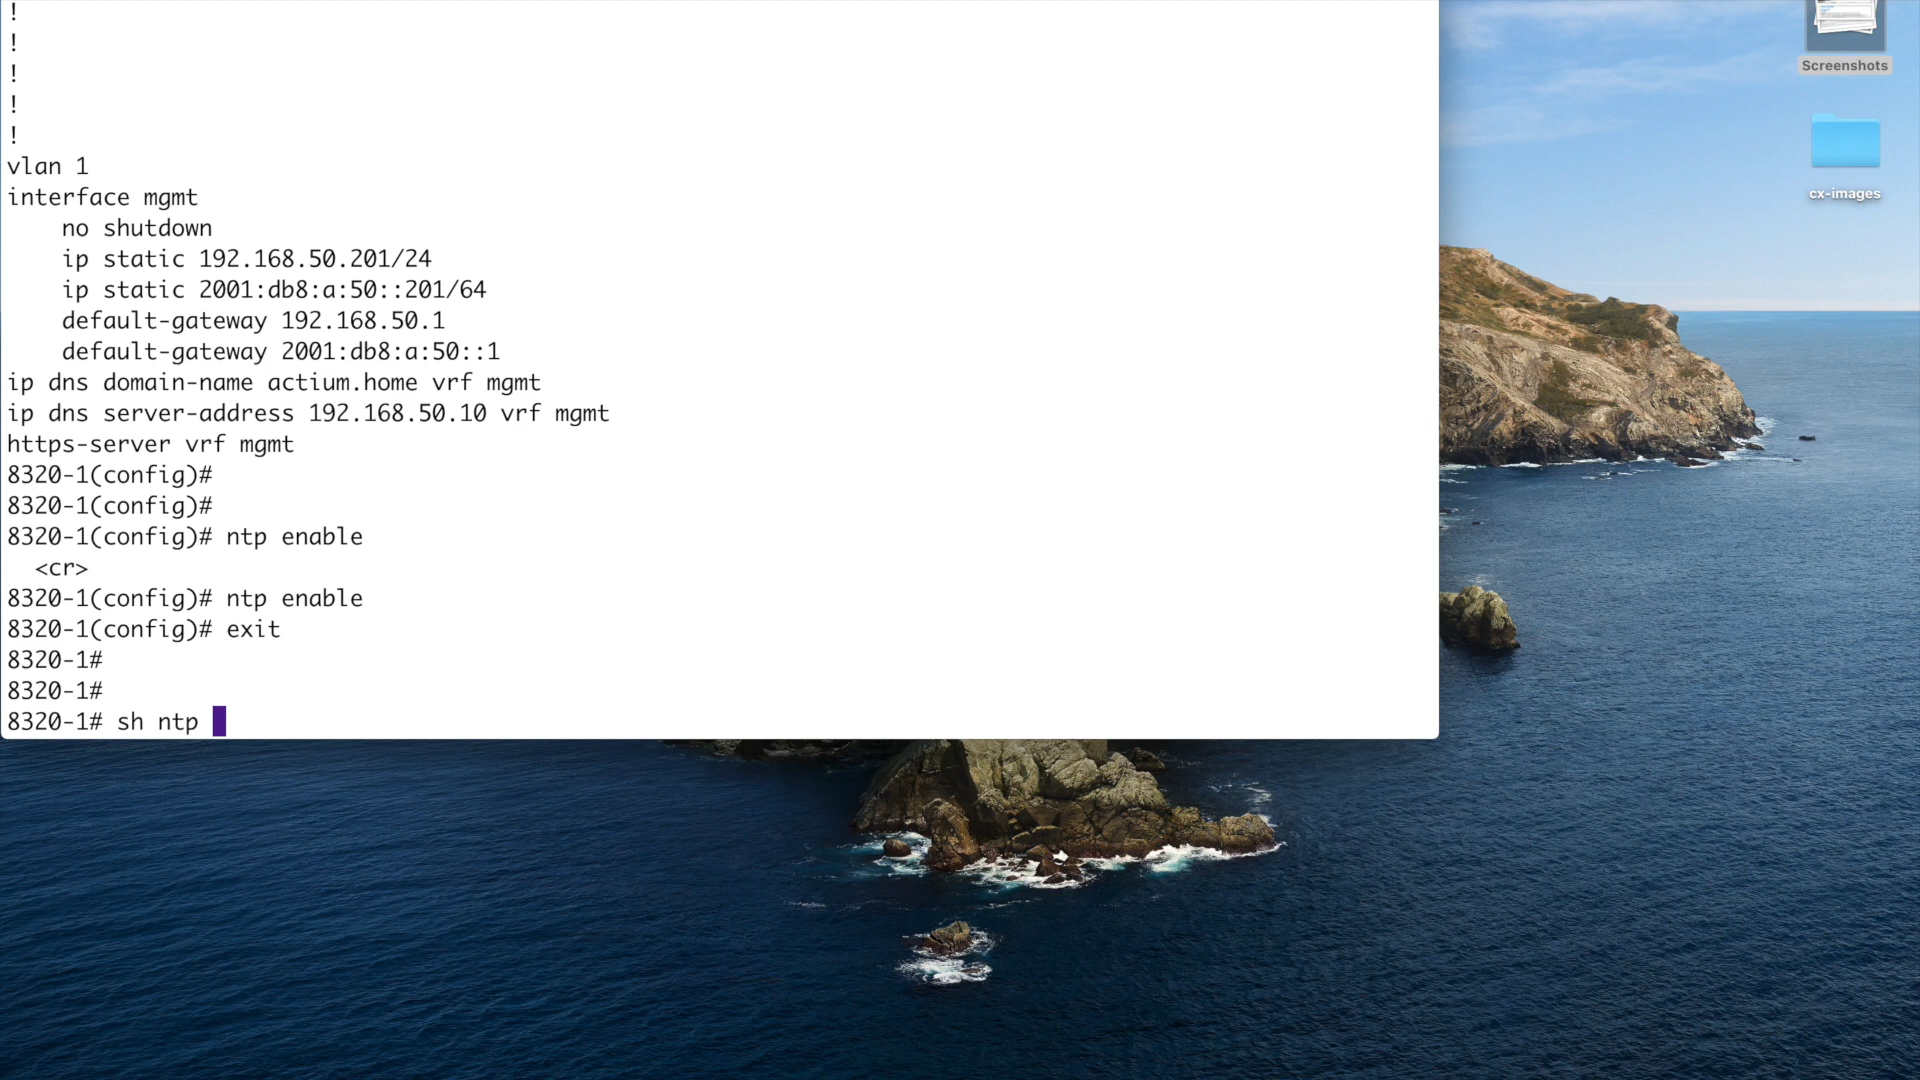 !
!
!
!
!
vlan 1
interface mgmt
    no shutdown
    ip static 192.168.50.201/24
    ip static 2001:db8:a:50::201/64
    default-gateway 192.168.50.1
    default-gateway 2001:db8:a:50::1
ip dns domain-name actium.home vrf mgmt
ip dns server-address 192.168.50.10 vrf mgmt
https-server vrf mgmt
8320-1(config)#
8320-1(config)#
8320-1(config)# ntp enable
  <cr>
8320-1(config)# ntp enable
8320-1(config)# exit
8320-1#
8320-1#
8320-1# sh ntp
Screenshots
cx-images